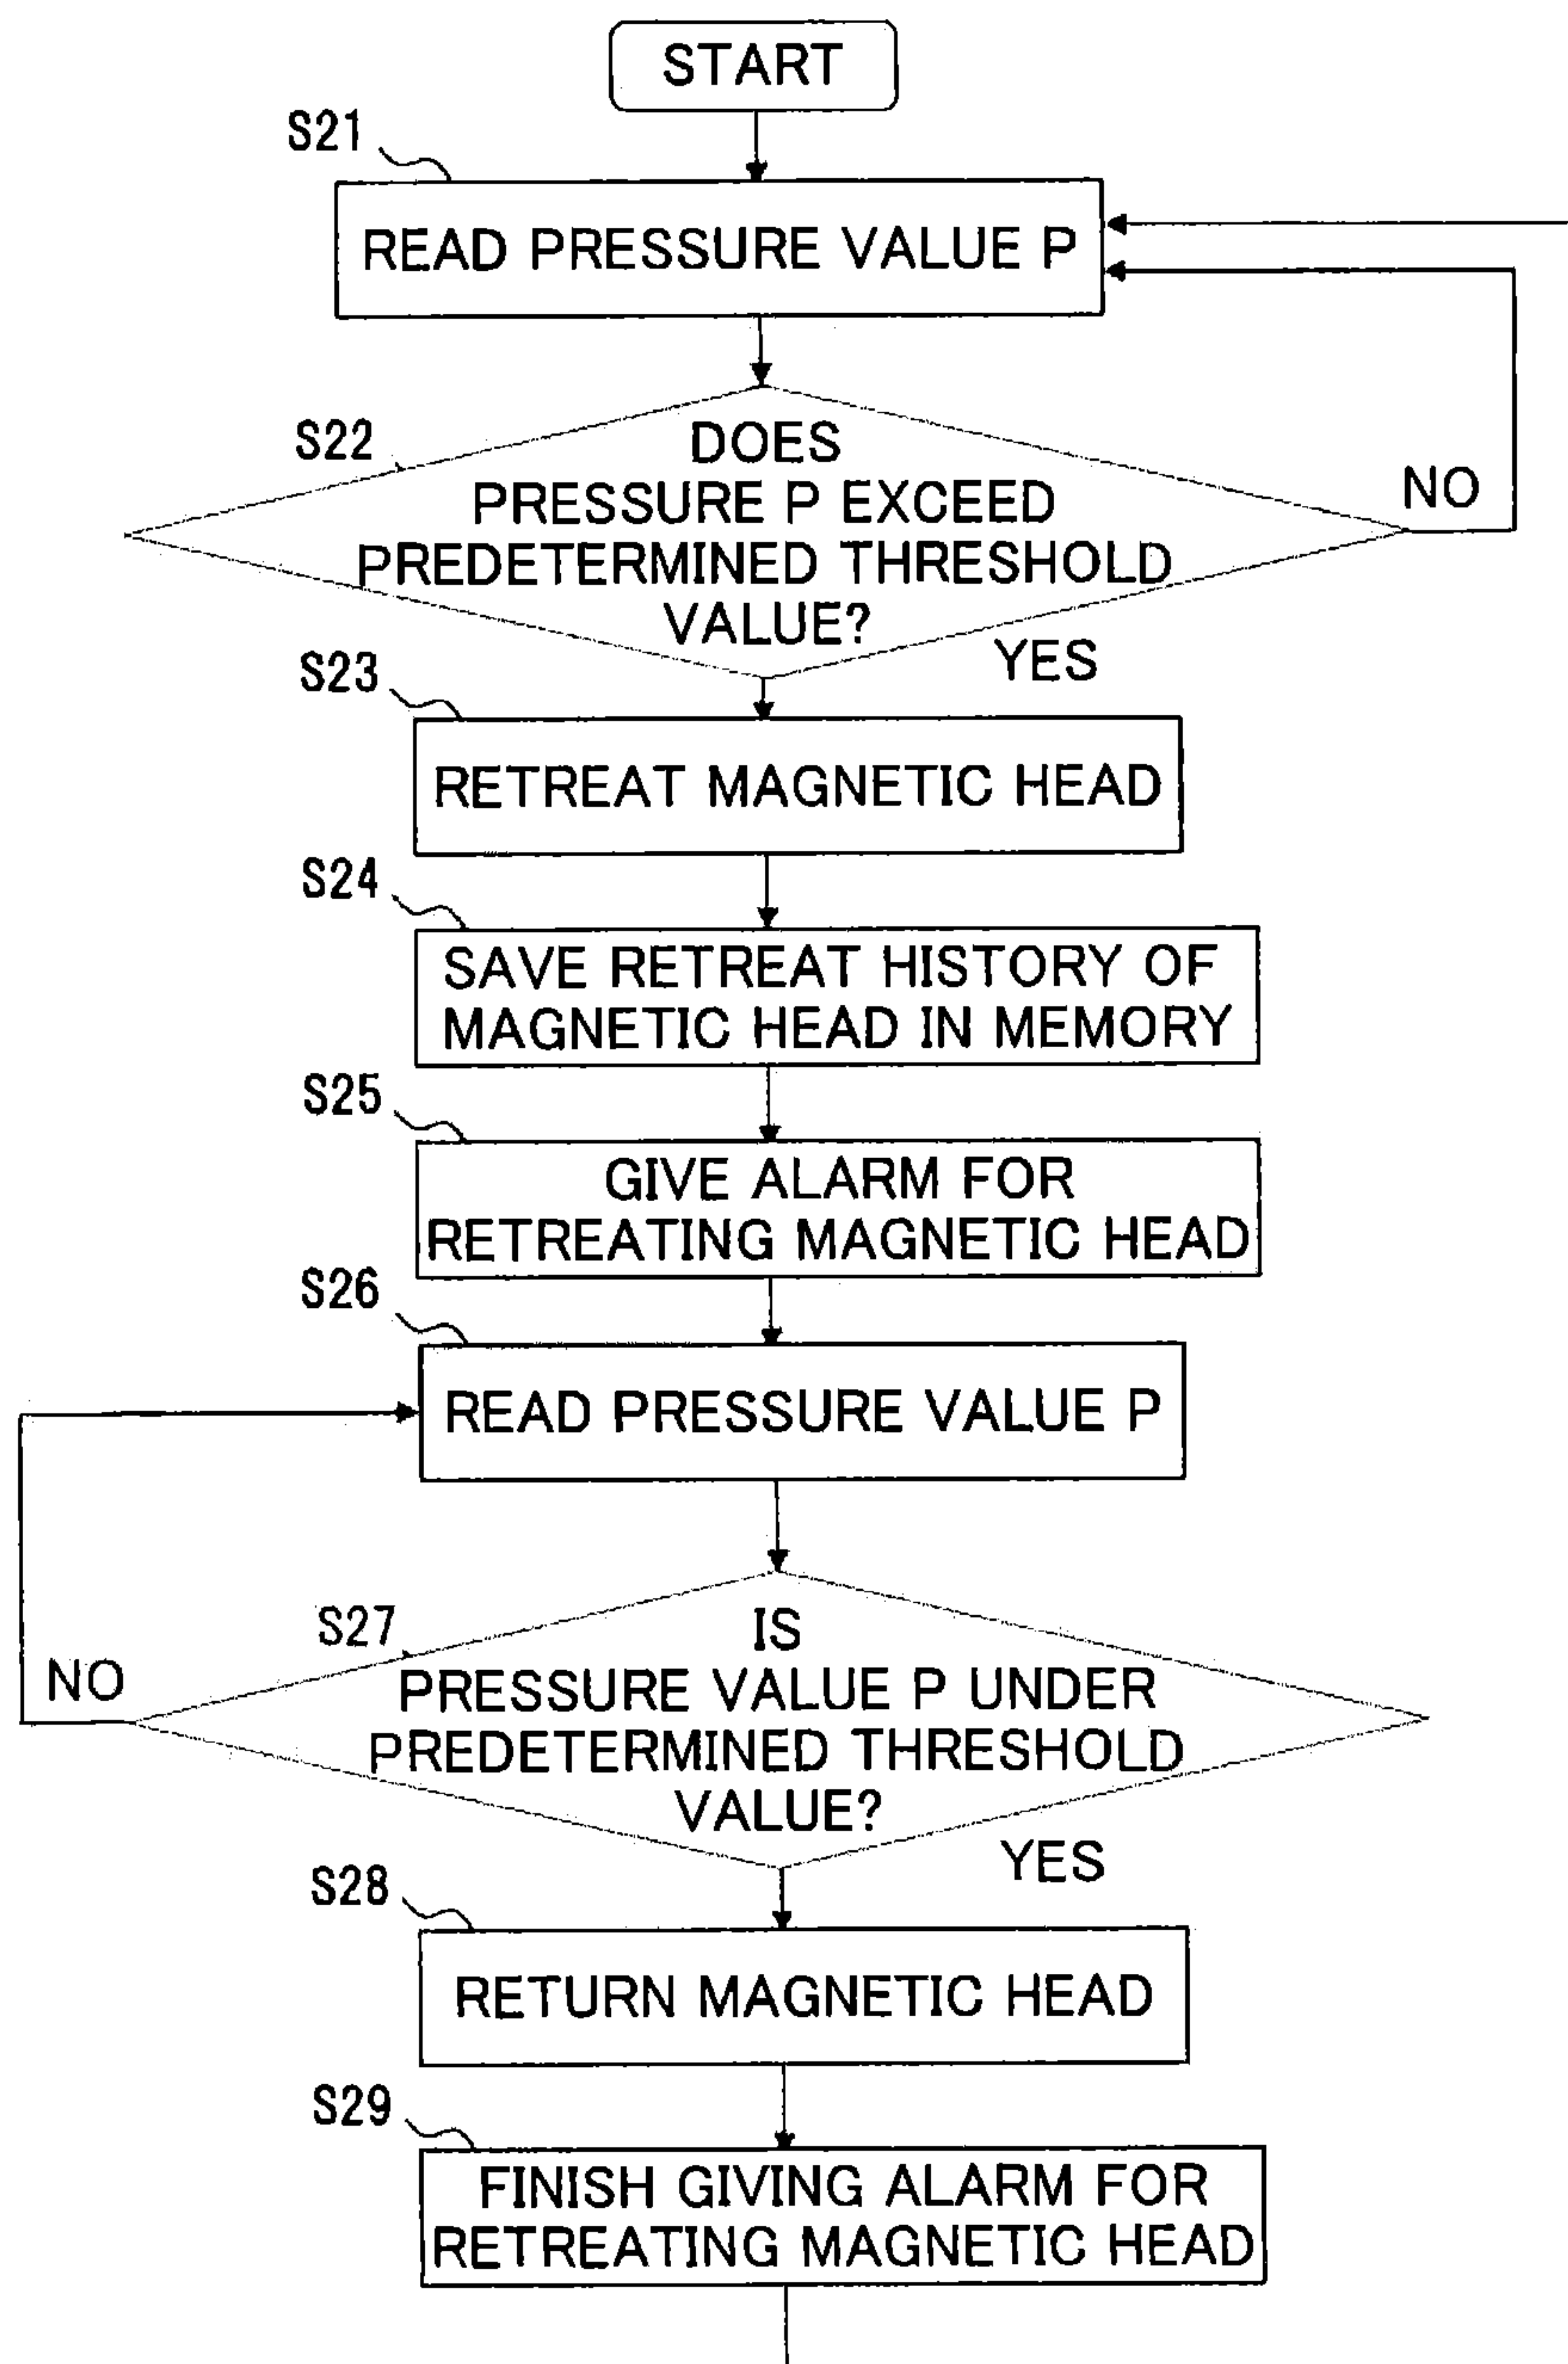 START
S21
READ PRESSURE VALUE P
S22
DOES
PRESSURE P EXCEED
PREDETERMINED THRESHOLD
VALUE?
NO
YES
S23
RETREAT MAGNETIC HEAD
S24
SAVE RETREAT HISTORY OF
MAGNETIC HEAD IN MEMORY
S25
GIVE ALARM FOR
RETREATING MAGNETIC HEAD
S26
READ PRESSURE VALUE P
S27
IS
PRESSURE VALUE P UNDER
PREDETERMINED THRESHOLD
VALUE?
NO
YES
S28
RETURN MAGNETIC HEAD
S29
FINISH GIVING ALARM FOR
RETREATING MAGNETIC HEAD